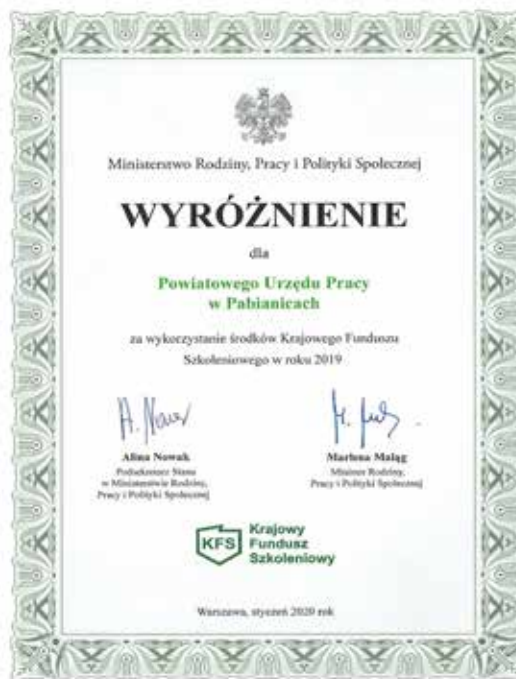 Ministerstwo Rodziny, Pracy i Polityki Społecznej
WYRÓŻNIENIE
dla
Powiatowego Urzędu Pracy
w Pabianicach
za wykorzystanie środków Krajowego Funduszu
Szkoleniowego w roku 2019
A. Nowak
Alina Nowak
Podsekretarz Stanu
w Ministerstwie Rodziny,
Pracy i Polityki Społecznej
Marlena Maląg
Minister Rodziny,
Pracy i Polityki Społecznej
KFS
Krajowy
Fundusz
Szkoleniowy
Warszawa, styczeń 2020 rok